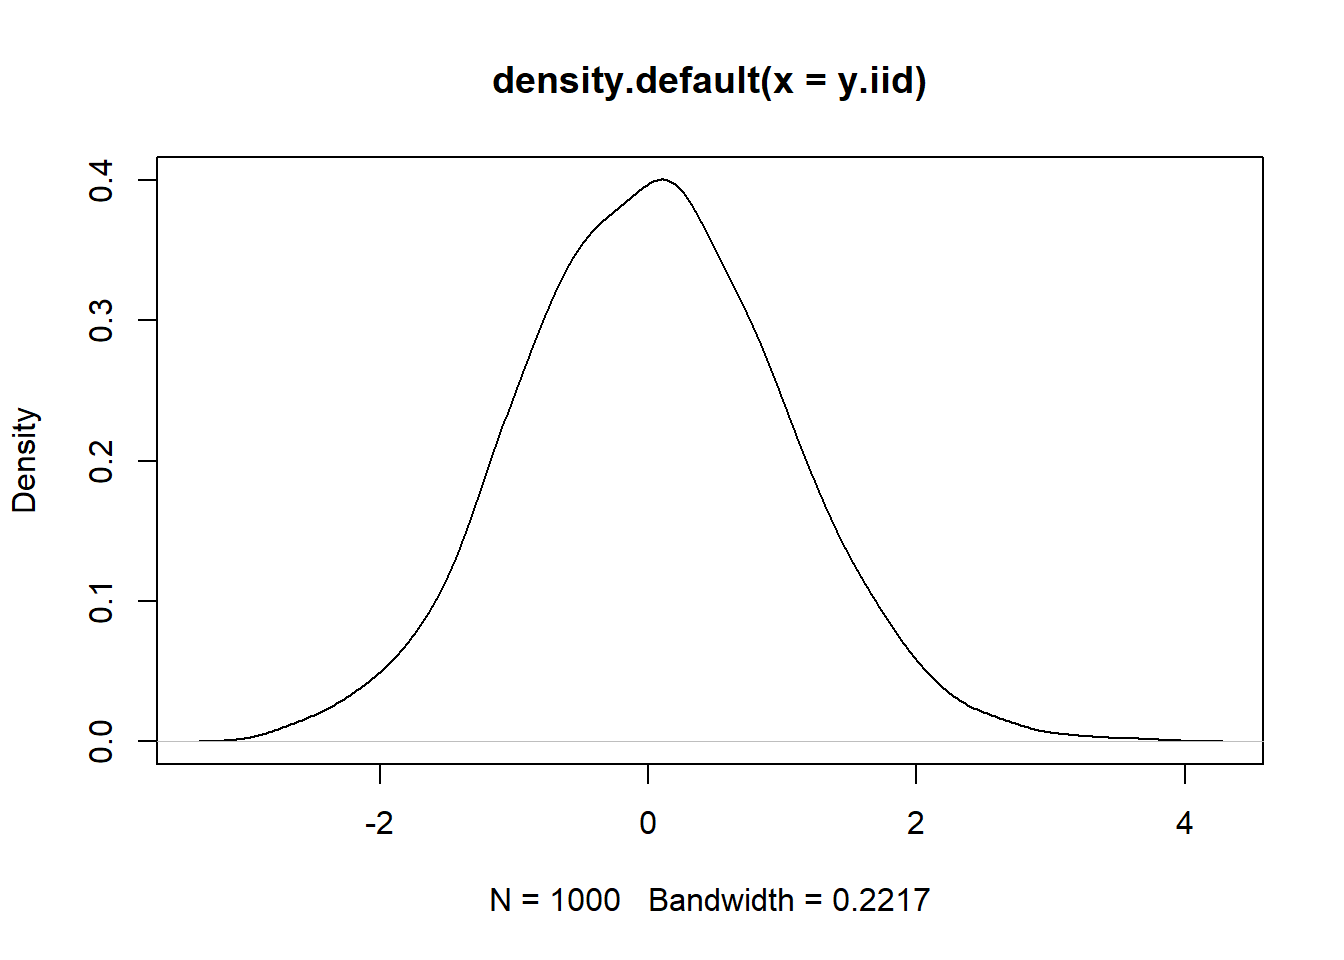 density.default(x = y.iid)
Density
0.4
0.3
0.2
0.1
0.0
-2 0 2 4
N = 1000 Bandwidth = 0.2217